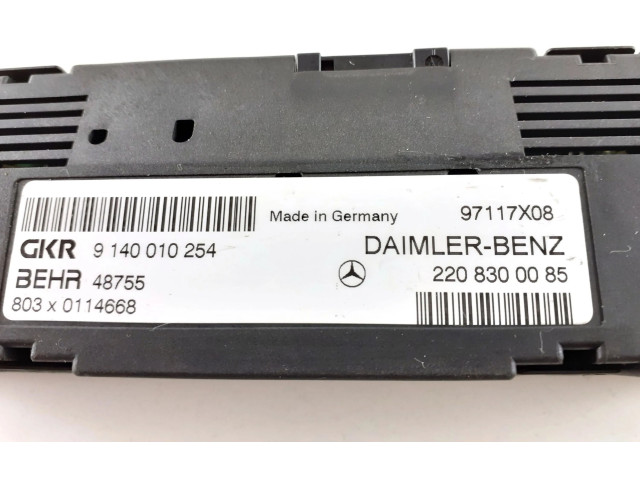 Made in Germany 97117X08
GKR 9 140 010 254 DAIMLER-BENZ
BEHR 48755 220 830 00 85
803 x 0114668